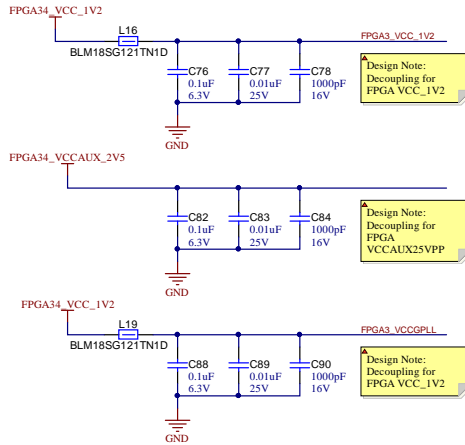 FPGA34_VCC_1V2
L16
BLM18SG121TN1D
FPGA3_VCC_1V2
C76
0.1uF
6.3V
C77
0.01uF
25V
C78
1000pF
16V
Design Note:
Decoupling for
FPGA VCC_1V2
GND
FPGA34_VCCAUX_2V5
C82
0.1uF
6.3V
C83
0.01uF
25V
C84
1000pF
16V
Design Note:
Decoupling for
FPGA
VCCAUX25VPP
GND
FPGA34_VCC_1V2
L19
BLM18SG121TN1D
FPGA3_VCCGPLL
C88
0.1uF
6.3V
C89
0.01uF
25V
C90
1000pF
16V
Design Note:
Decoupling for
FPGA VCC_1V2
GND